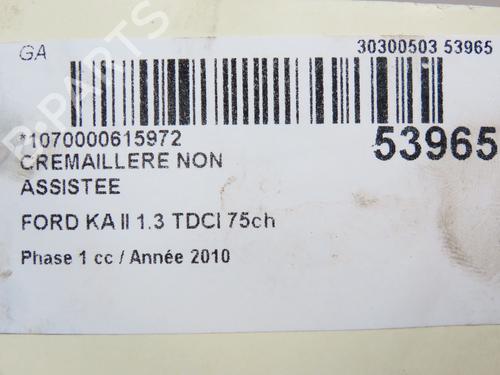 GA 30300503 53965
*1070000615972 53965
CREMAILLERE NON
ASSISTEE
FORD KA II 1.3 TDCI 75ch
Phase 1 cc / Année 2010
B-PARTS